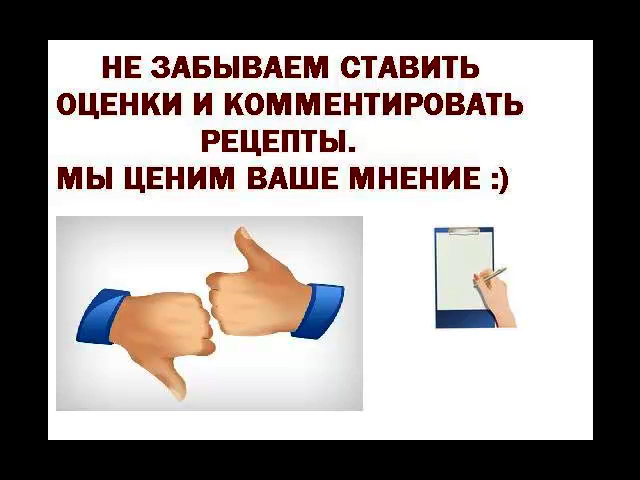 НЕ ЗАБЫВАЕМ СТАВИТЬ
ОЦЕНКИ И КОММЕНТИРОВАТЬ
РЕЦЕПТЫ.
МЫ ЦЕНИМ ВАШЕ МНЕНИЕ :)